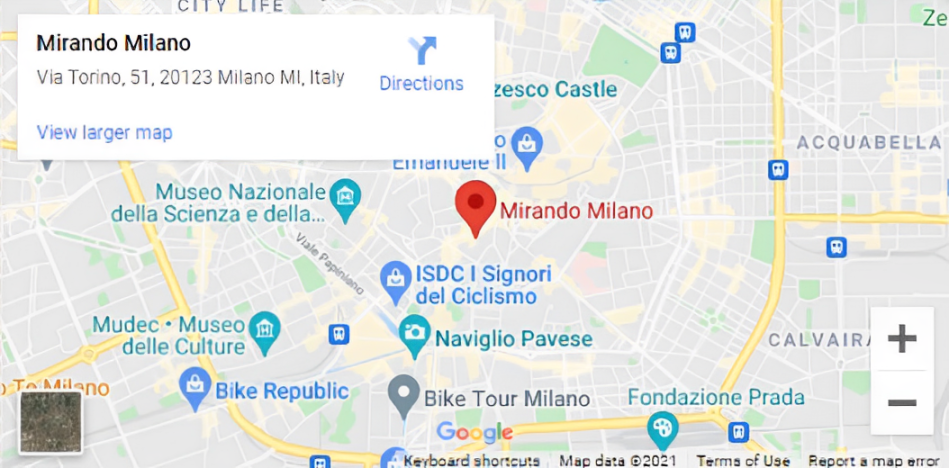 CITY LIFE
Ze
Mirando Milano
Via Torino, 51, 20123 Milano MI, Italy
Directions
View larger map
zesco Castle
o
Emanuele II
ACQUABELLA
Museo Nazionale
della Scienza e della...
Mirando Milano
Viale Papiniano
ISDC I Signori
del Ciclismo
Mudec • Museo
delle Culture
Naviglio Pavese
CALVAIRA
+
o To Milano
Bike Republic
Bike Tour Milano
Fondazione Prada
−
Google
Keyboard shortcuts
Map data ©2021
Terms of Use
Report a map error